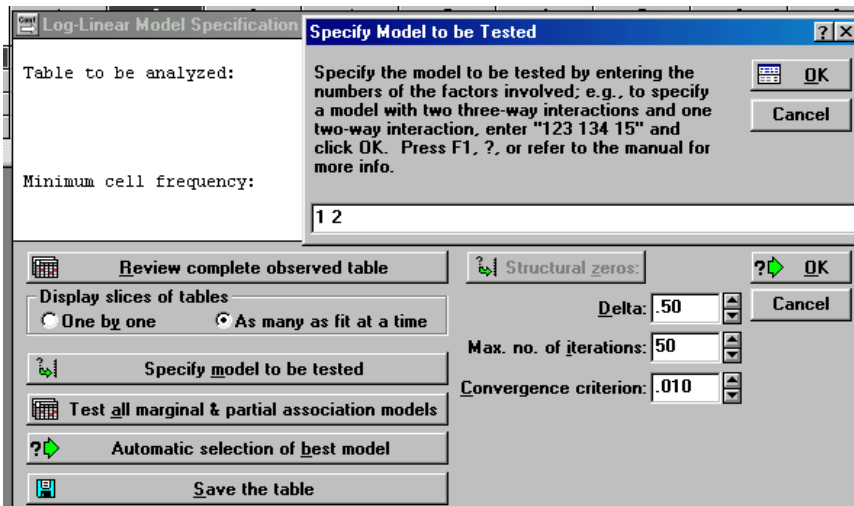 Log-Linear Model Specification
Table to be analyzed:
Minimum cell frequency:
Specify Model to be Tested
Specify the model to be tested by entering the
numbers of the factors involved; e.g., to specify
a model with two three-way interactions and one
two-way interaction, enter "123 134 15" and
click OK. Press F1, ?, or refer to the manual for
more info.
OK
Cancel
1 2
Review complete observed table
Display slices of tables
One by one
As many as fit at a time
Specify model to be tested
Test all marginal & partial association models
Automatic selection of best model
Save the table
Structural zeros:
Delta: .50
Max. no. of iterations: 50
Convergence criterion: .010
OK
Cancel